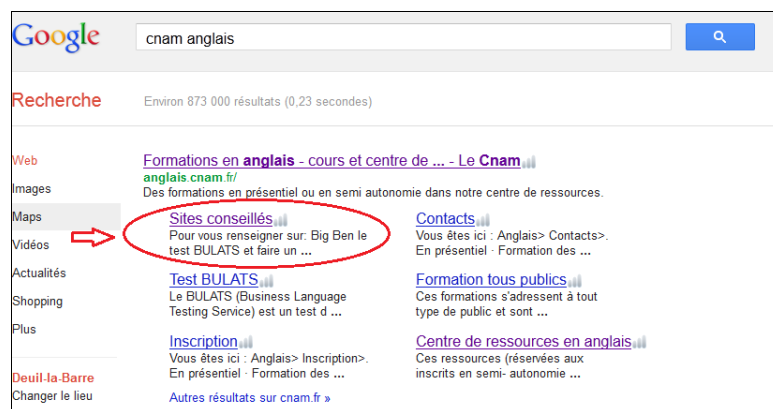 Google
cnam anglais
Recherche
Environ 873 000 résultats (0,23 secondes)
Web
Images
Maps
Vidéos
Actualités
Shopping
Plus
Deuil-la-Barre
Changer le lieu
Formations en anglais - cours et centre de ... - Le Cnam
anglais.cnam.fr/
Des formations en présentiel ou en semi autonomie dans notre centre de ressources.
Sites conseillés
Pour vous renseigner sur: Big Ben le
test BULATS et faire un ...
Contacts
Vous êtes ici : Anglais> Contacts>.
En présentiel · Formation des ...
Test BULATS
Le BULATS (Business Language
Testing Service) est un test d ...
Formation tous publics
Ces formations s'adressent à tout
type de public et sont ...
Inscription
Vous êtes ici : Anglais> Inscription>.
En présentiel · Formation des ...
Centre de ressources en anglais
Ces ressources (réservées aux
inscrits en semi- autonomie ...
Autres résultats sur cnam.fr »